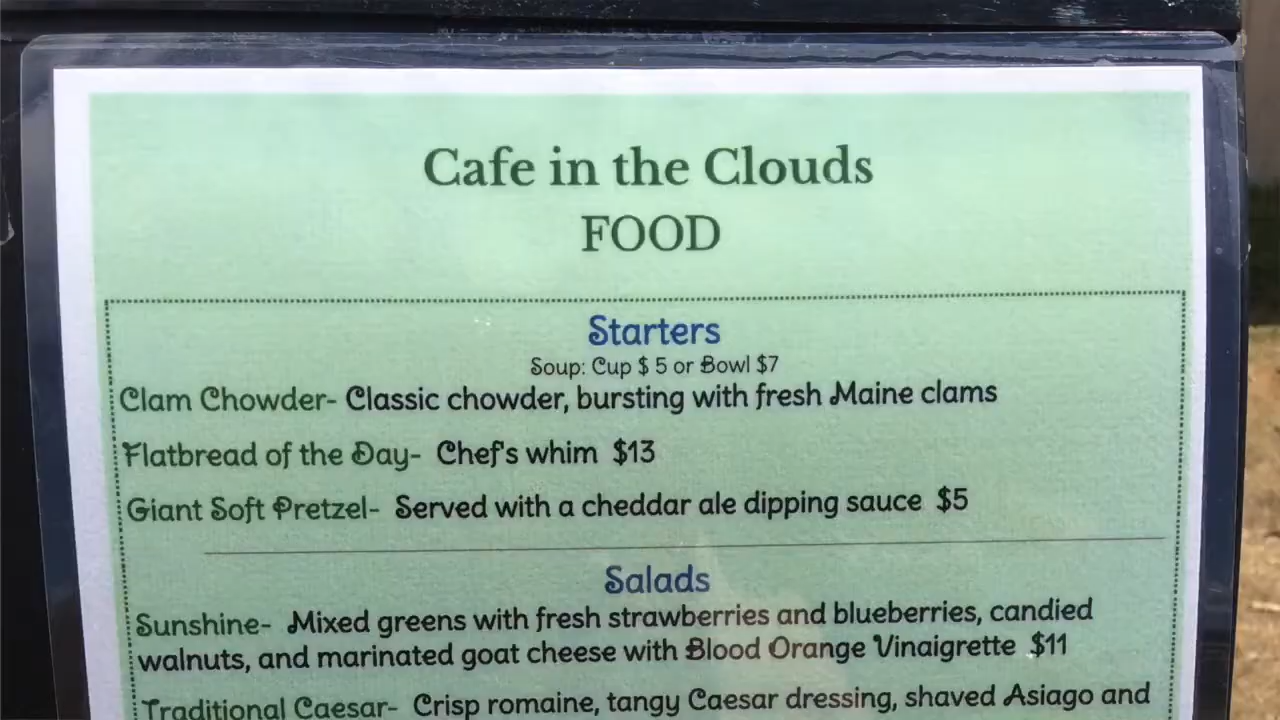 Cafe in the Clouds
FOOD
Starters
Soup: Cup $ 5 or Bowl $7
Clam Chowder- Classic chowder, bursting with fresh Maine clams
Flatbread of the Day- Chef's whim $13
Giant Soft Pretzel- Served with a cheddar ale dipping sauce $5
Salads
Sunshine- Mixed greens with fresh strawberries and blueberries, candied
walnuts, and marinated goat cheese with Blood Orange Vinaigrette $11
Traditional Caesar- Crisp romaine, tangy Caesar dressing, shaved Asiago and